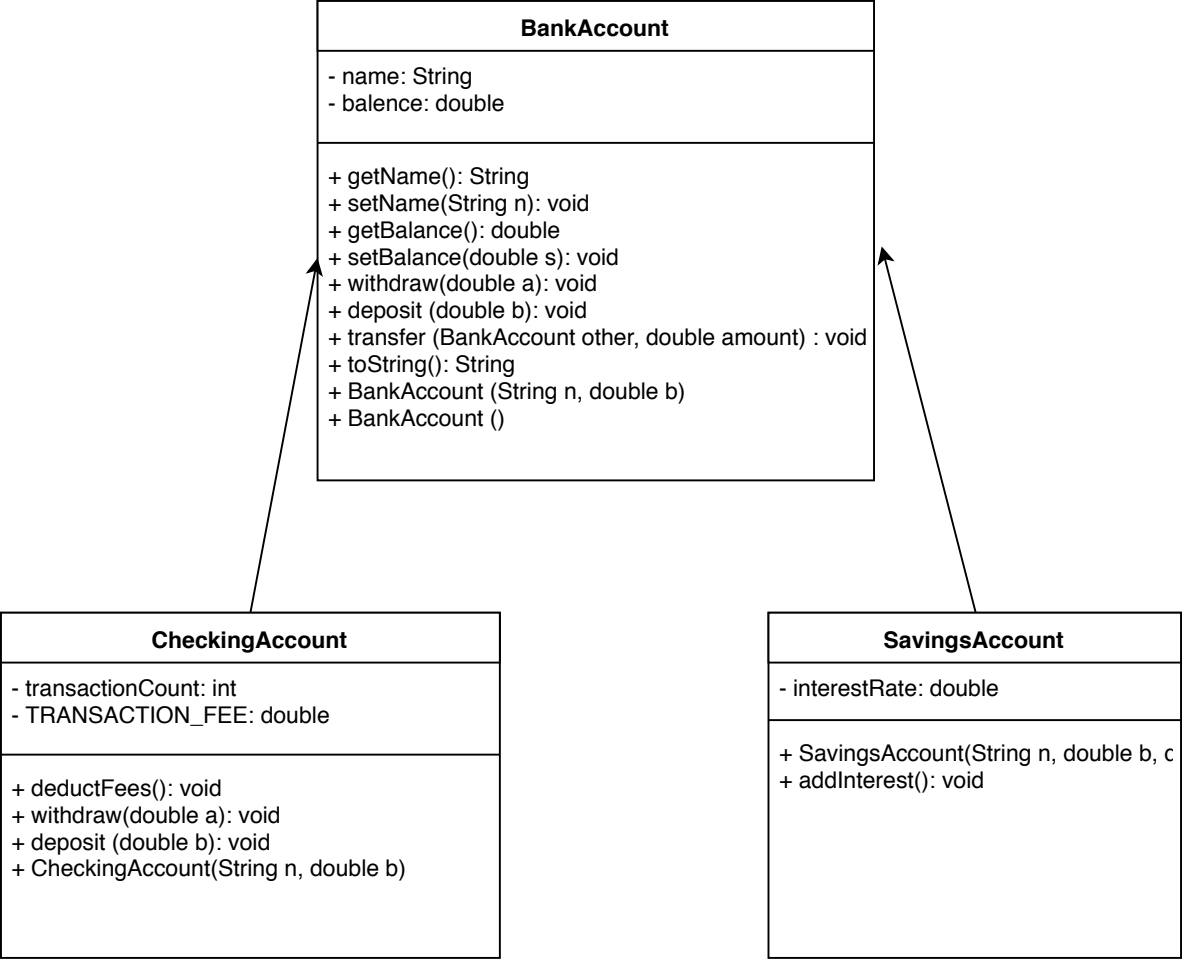 BankAccount
- name: String
- balence: double
+ getName(): String
+ setName(String n): void
+ getBalance(): double
+ setBalance(double s): void
+ withdraw(double a): void
+ deposit (double b): void
+ transfer (BankAccount other, double amount) : void
+ toString(): String
+ BankAccount (String n, double b)
+ BankAccount ()
CheckingAccount
- transactionCount: int
- TRANSACTION_FEE: double
+ deductFees(): void
+ withdraw(double a): void
+ deposit (double b): void
+ CheckingAccount(String n, double b)
SavingsAccount
- interestRate: double
+ SavingsAccount(String n, double b,
+ addInterest(): void